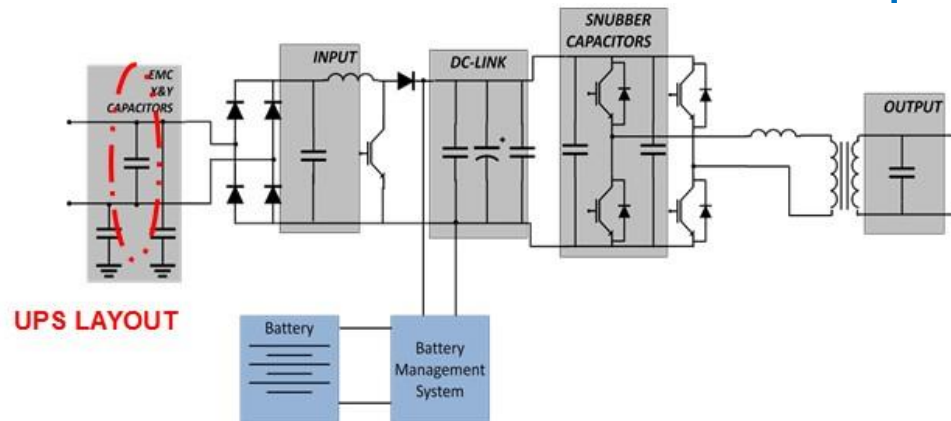 EMC
X&Y
CAPACITORS
INPUT
DC-LINK
+
SNUBBER
CAPACITORS
OUTPUT
UPS LAYOUT
Battery
Battery
Management
System